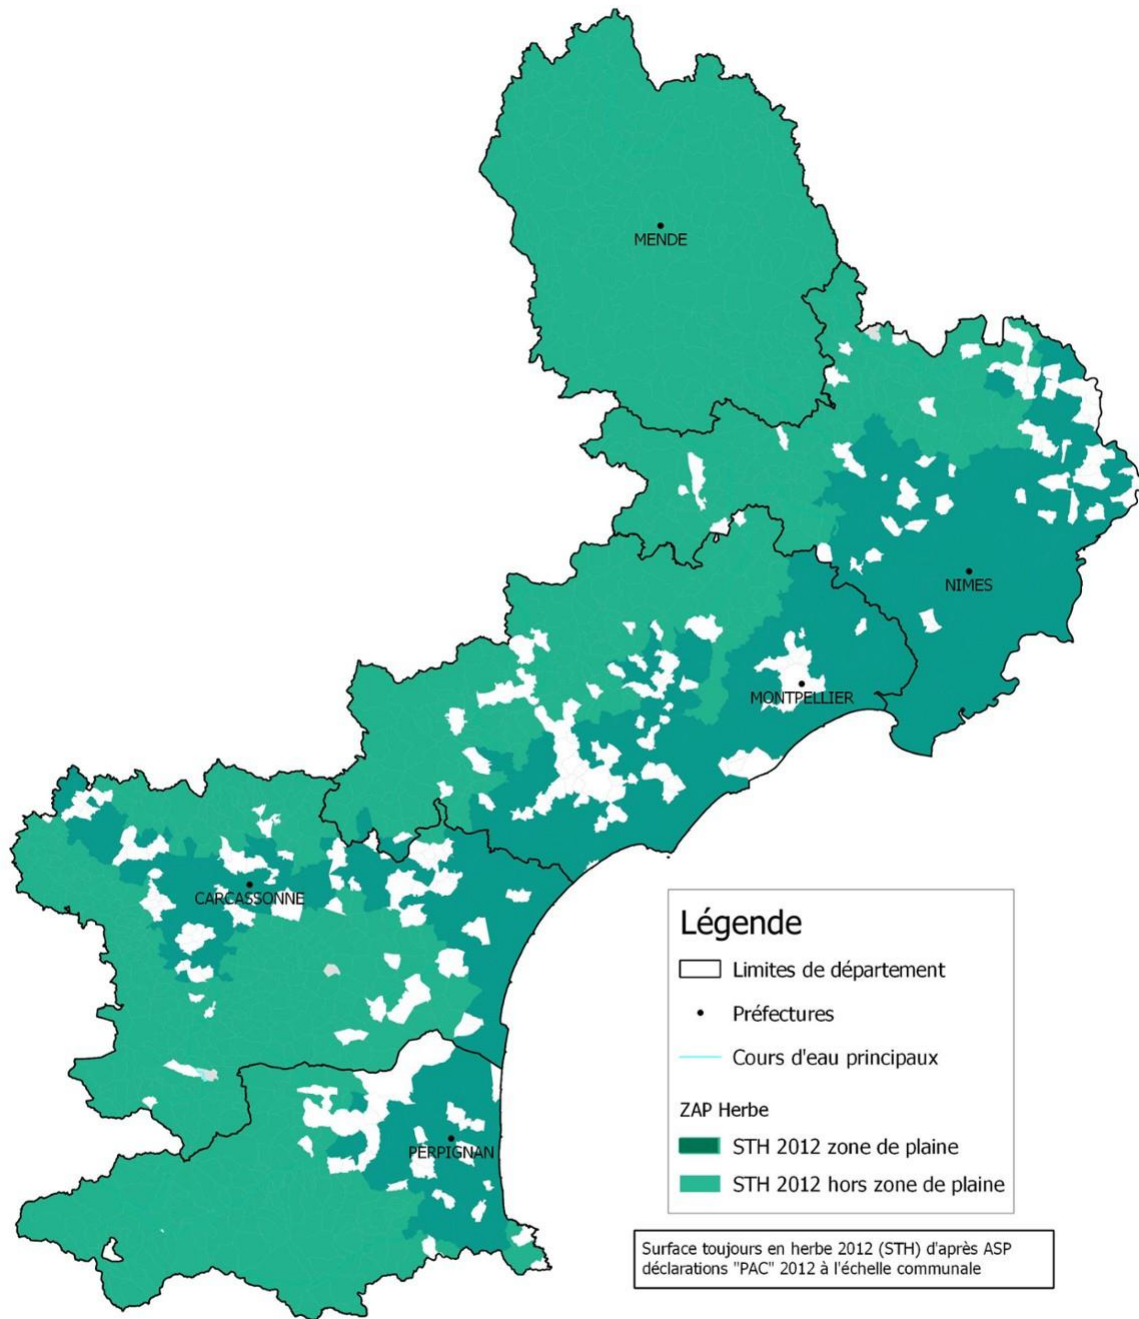 MENDE
NIMES
MONTPELLIER
CARCASSONNE
PERPIGNAN
Légende
Limites de département
Préfectures
Cours d'eau principaux
ZAP Herbe
STH 2012 zone de plaine
STH 2012 hors zone de plaine
Surface toujours en herbe 2012 (STH) d'après ASP
déclarations "PAC" 2012 à l'échelle communale